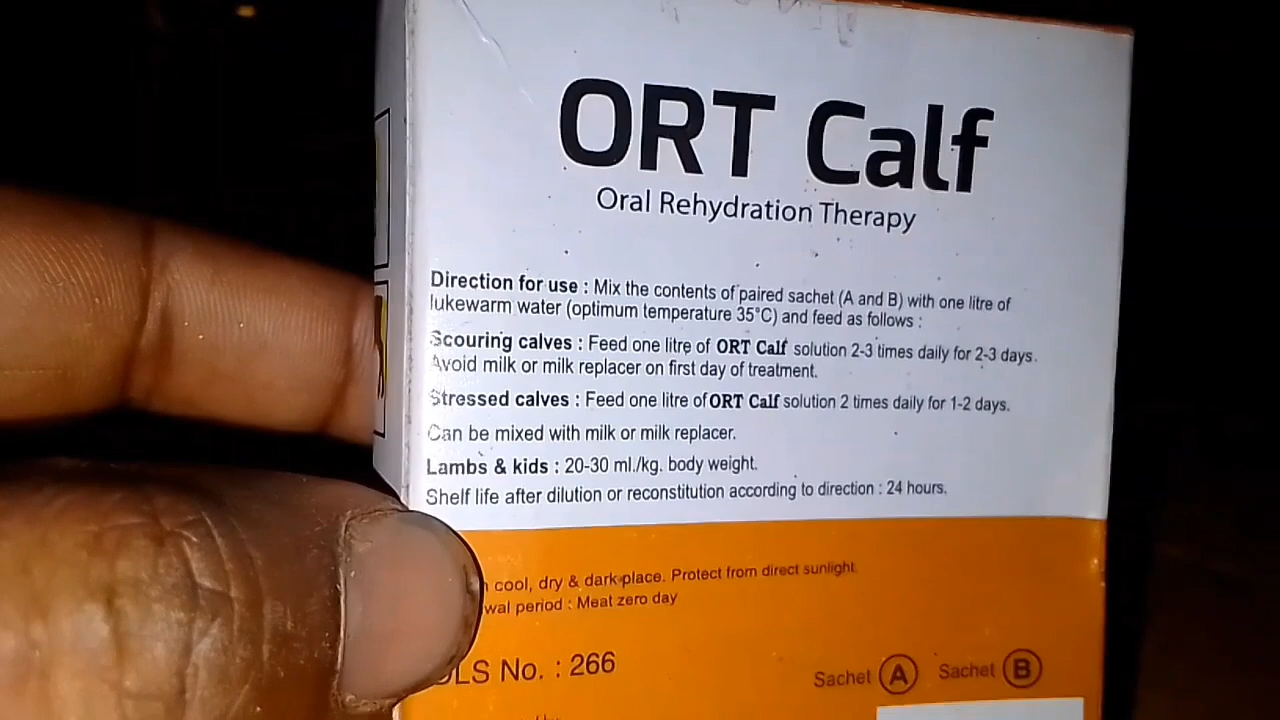 ORT Calf
Oral Rehydration Therapy
Direction for use : Mix the contents of paired sachet (A and B) with one litre of
lukewarm water (optimum temperature 35°C) and feed as follows :
Scouring calves : Feed one litre of ORT Calf solution 2-3 times daily for 2-3 days.
Avoid milk or milk replacer on first day of treatment.
Stressed calves : Feed one litre of ORT Calf solution 2 times daily for 1-2 days.
Can be mixed with milk or milk replacer.
Lambs & kids : 20-30 ml./kg. body weight.
Shelf life after dilution or reconstitution according to direction : 24 hours.
cool, dry & dark place. Protect from direct sunlight.
period : Meat zero day
No. : 266
Sachet A Sachet B